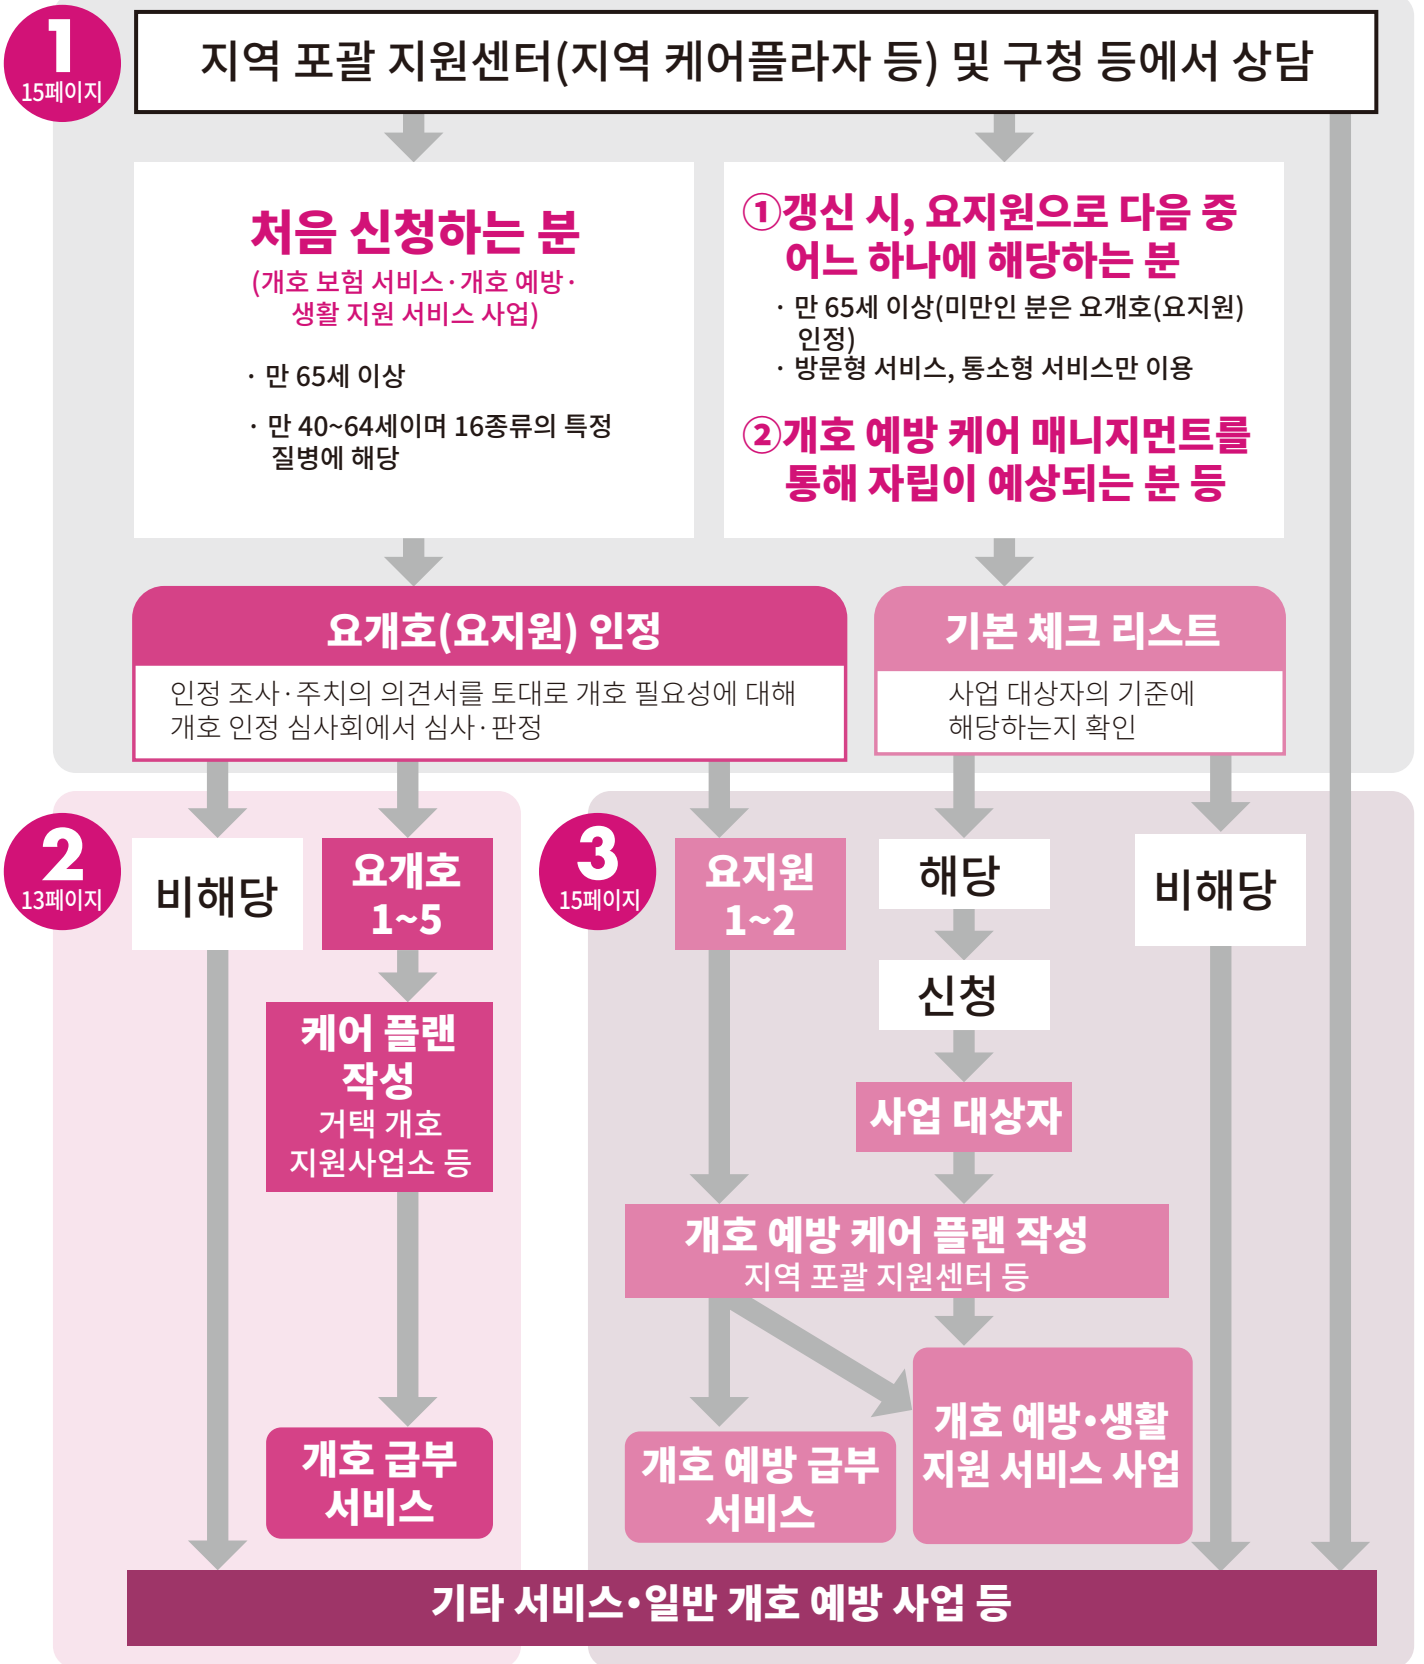 1
15페이지
지역 포괄 지원센터(지역 케어플라자 등) 및 구청 등에서 상담
처음 신청하는 분
(개호 보험 서비스·개호 예방·
생활 지원 서비스 사업)
· 만 65세 이상
· 만 40~64세이며 16종류의 특정
질병에 해당
①갱신 시, 요지원으로 다음 중
어느 하나에 해당하는 분
· 만 65세 이상(미만인 분은 요개호(요지원)
인정)
· 방문형 서비스, 통소형 서비스만 이용
②개호 예방 케어 매니지먼트를
통해 자립이 예상되는 분 등
요개호(요지원) 인정
인정 조사·주치의 의견서를 토대로 개호 필요성에 대해
개호 인정 심사회에서 심사·판정
기본 체크 리스트
사업 대상자의 기준에
해당하는지 확인
2
13페이지
비해당
요개호
1~5
케어 플랜
작성
거택 개호
지원사업소 등
개호 급부
서비스
3
15페이지
요지원
1~2
해당
신청
사업 대상자
비해당
개호 예방 케어 플랜 작성
지역 포괄 지원센터 등
개호 예방 급부
서비스
개호 예방•생활
지원 서비스 사업
기타 서비스•일반 개호 예방 사업 등